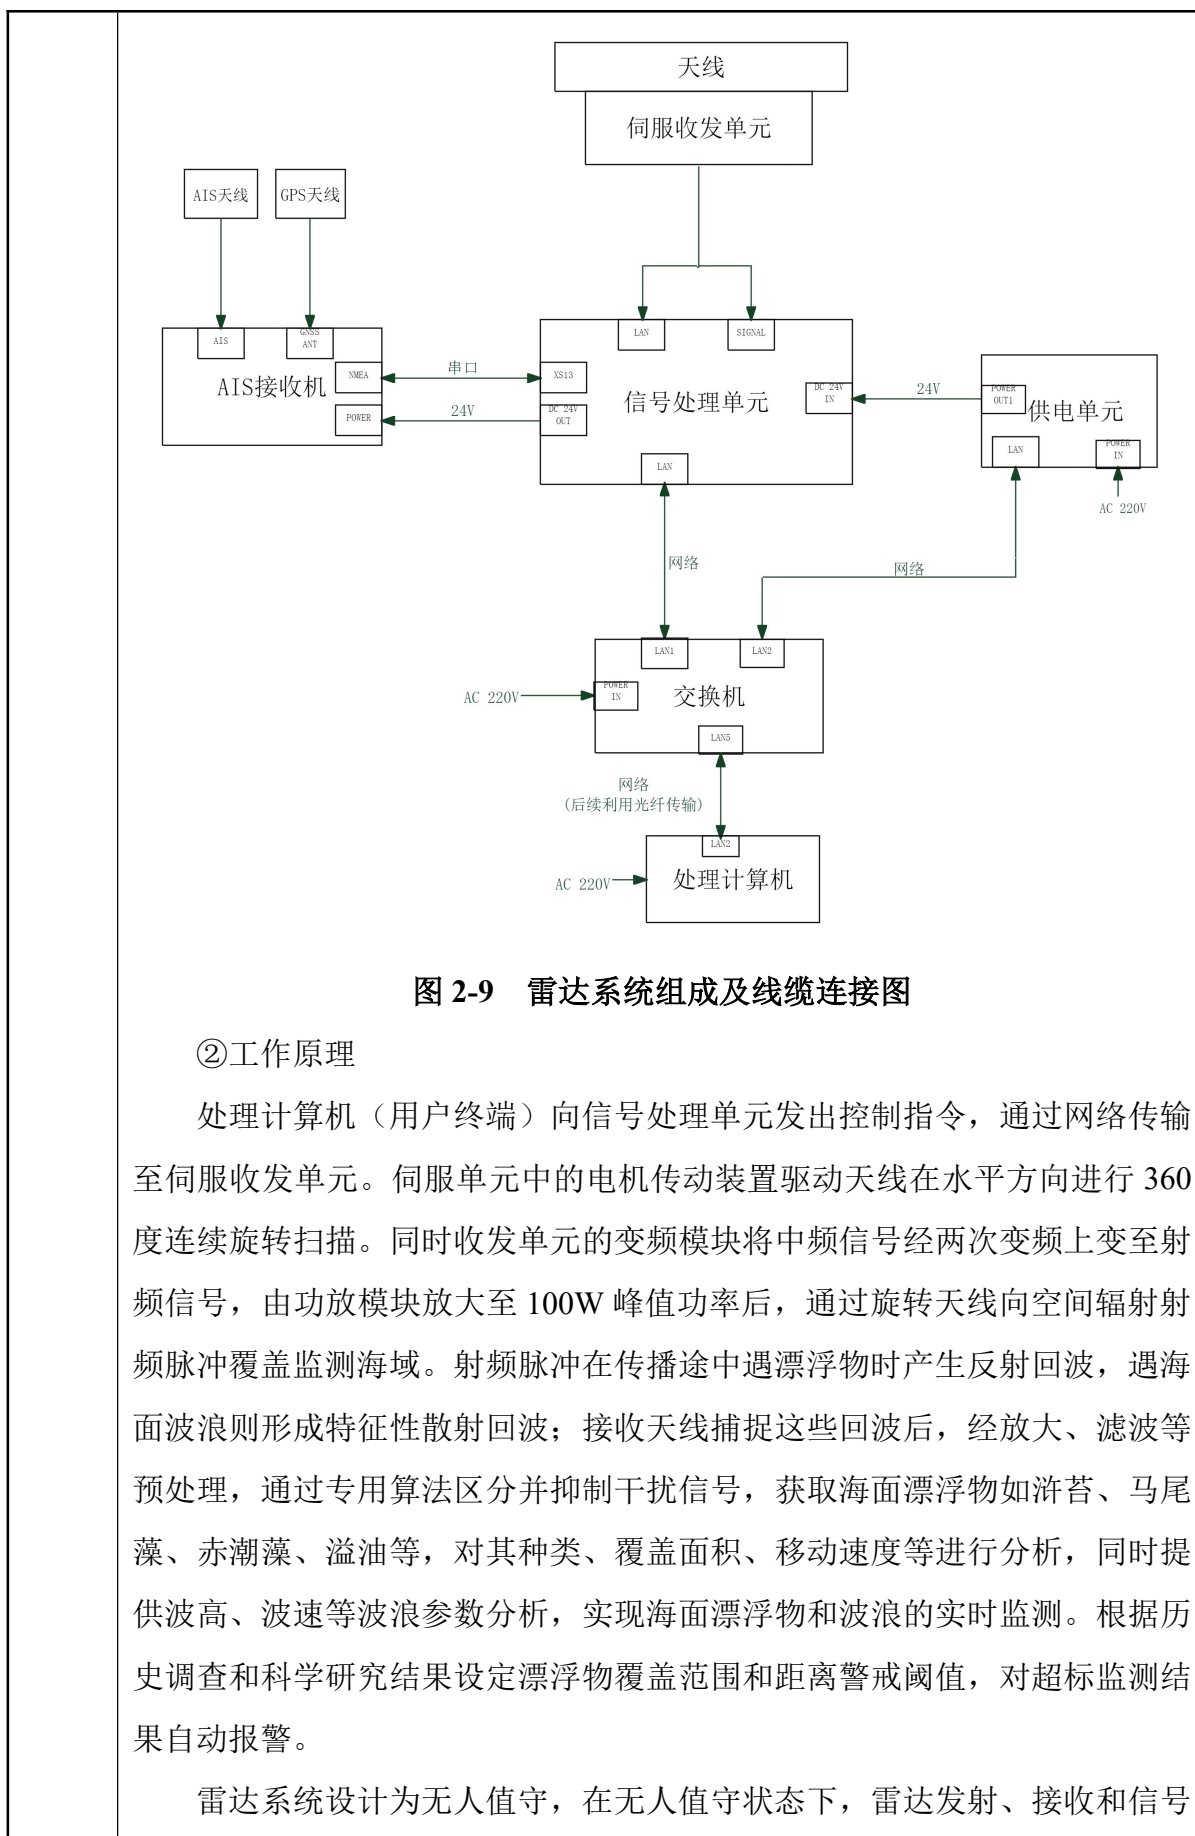 天线
伺服收发单元
AIS天线
GPS天线
AIS
GNSS
ANT
AIS接收机
NMEA
POWER
串口
24V
LAN
SIGNAL
XS13
DC 24V
OUT
信号处理单元
DC 24V
IN
LAN
24V
POWER
OUT1
供电单元
LAN
POWER
IN
AC 220V
网络
网络
LAN1
LAN2
AC 220V
POWER
IN
交换机
LAN5
网络
(后续利用光纤传输)
LAN2
AC 220V
处理计算机
图 2-9 雷达系统组成及线缆连接图
②工作原理
处理计算机（用户终端）向信号处理单元发出控制指令，通过网络传输
至伺服收发单元。伺服单元中的电机传动装置驱动天线在水平方向进行 360
度连续旋转扫描。同时收发单元的变频模块将中频信号经两次变频上变至射
频信号，由功放模块放大至 100W 峰值功率后，通过旋转天线向空间辐射射
频脉冲覆盖监测海域。射频脉冲在传播途中遇漂浮物时产生反射回波，遇海
面波浪则形成特征性散射回波；接收天线捕捉这些回波后，经放大、滤波等
预处理，通过专用算法区分并抑制干扰信号，获取海面漂浮物如浒苔、马尾
藻、赤潮藻、溢油等，对其种类、覆盖面积、移动速度等进行分析，同时提
供波高、波速等波浪参数分析，实现海面漂浮物和波浪的实时监测。根据历
史调查和科学研究结果设定漂浮物覆盖范围和距离警戒阈值，对超标监测结
果自动报警。
雷达系统设计为无人值守，在无人值守状态下，雷达发射、接收和信号